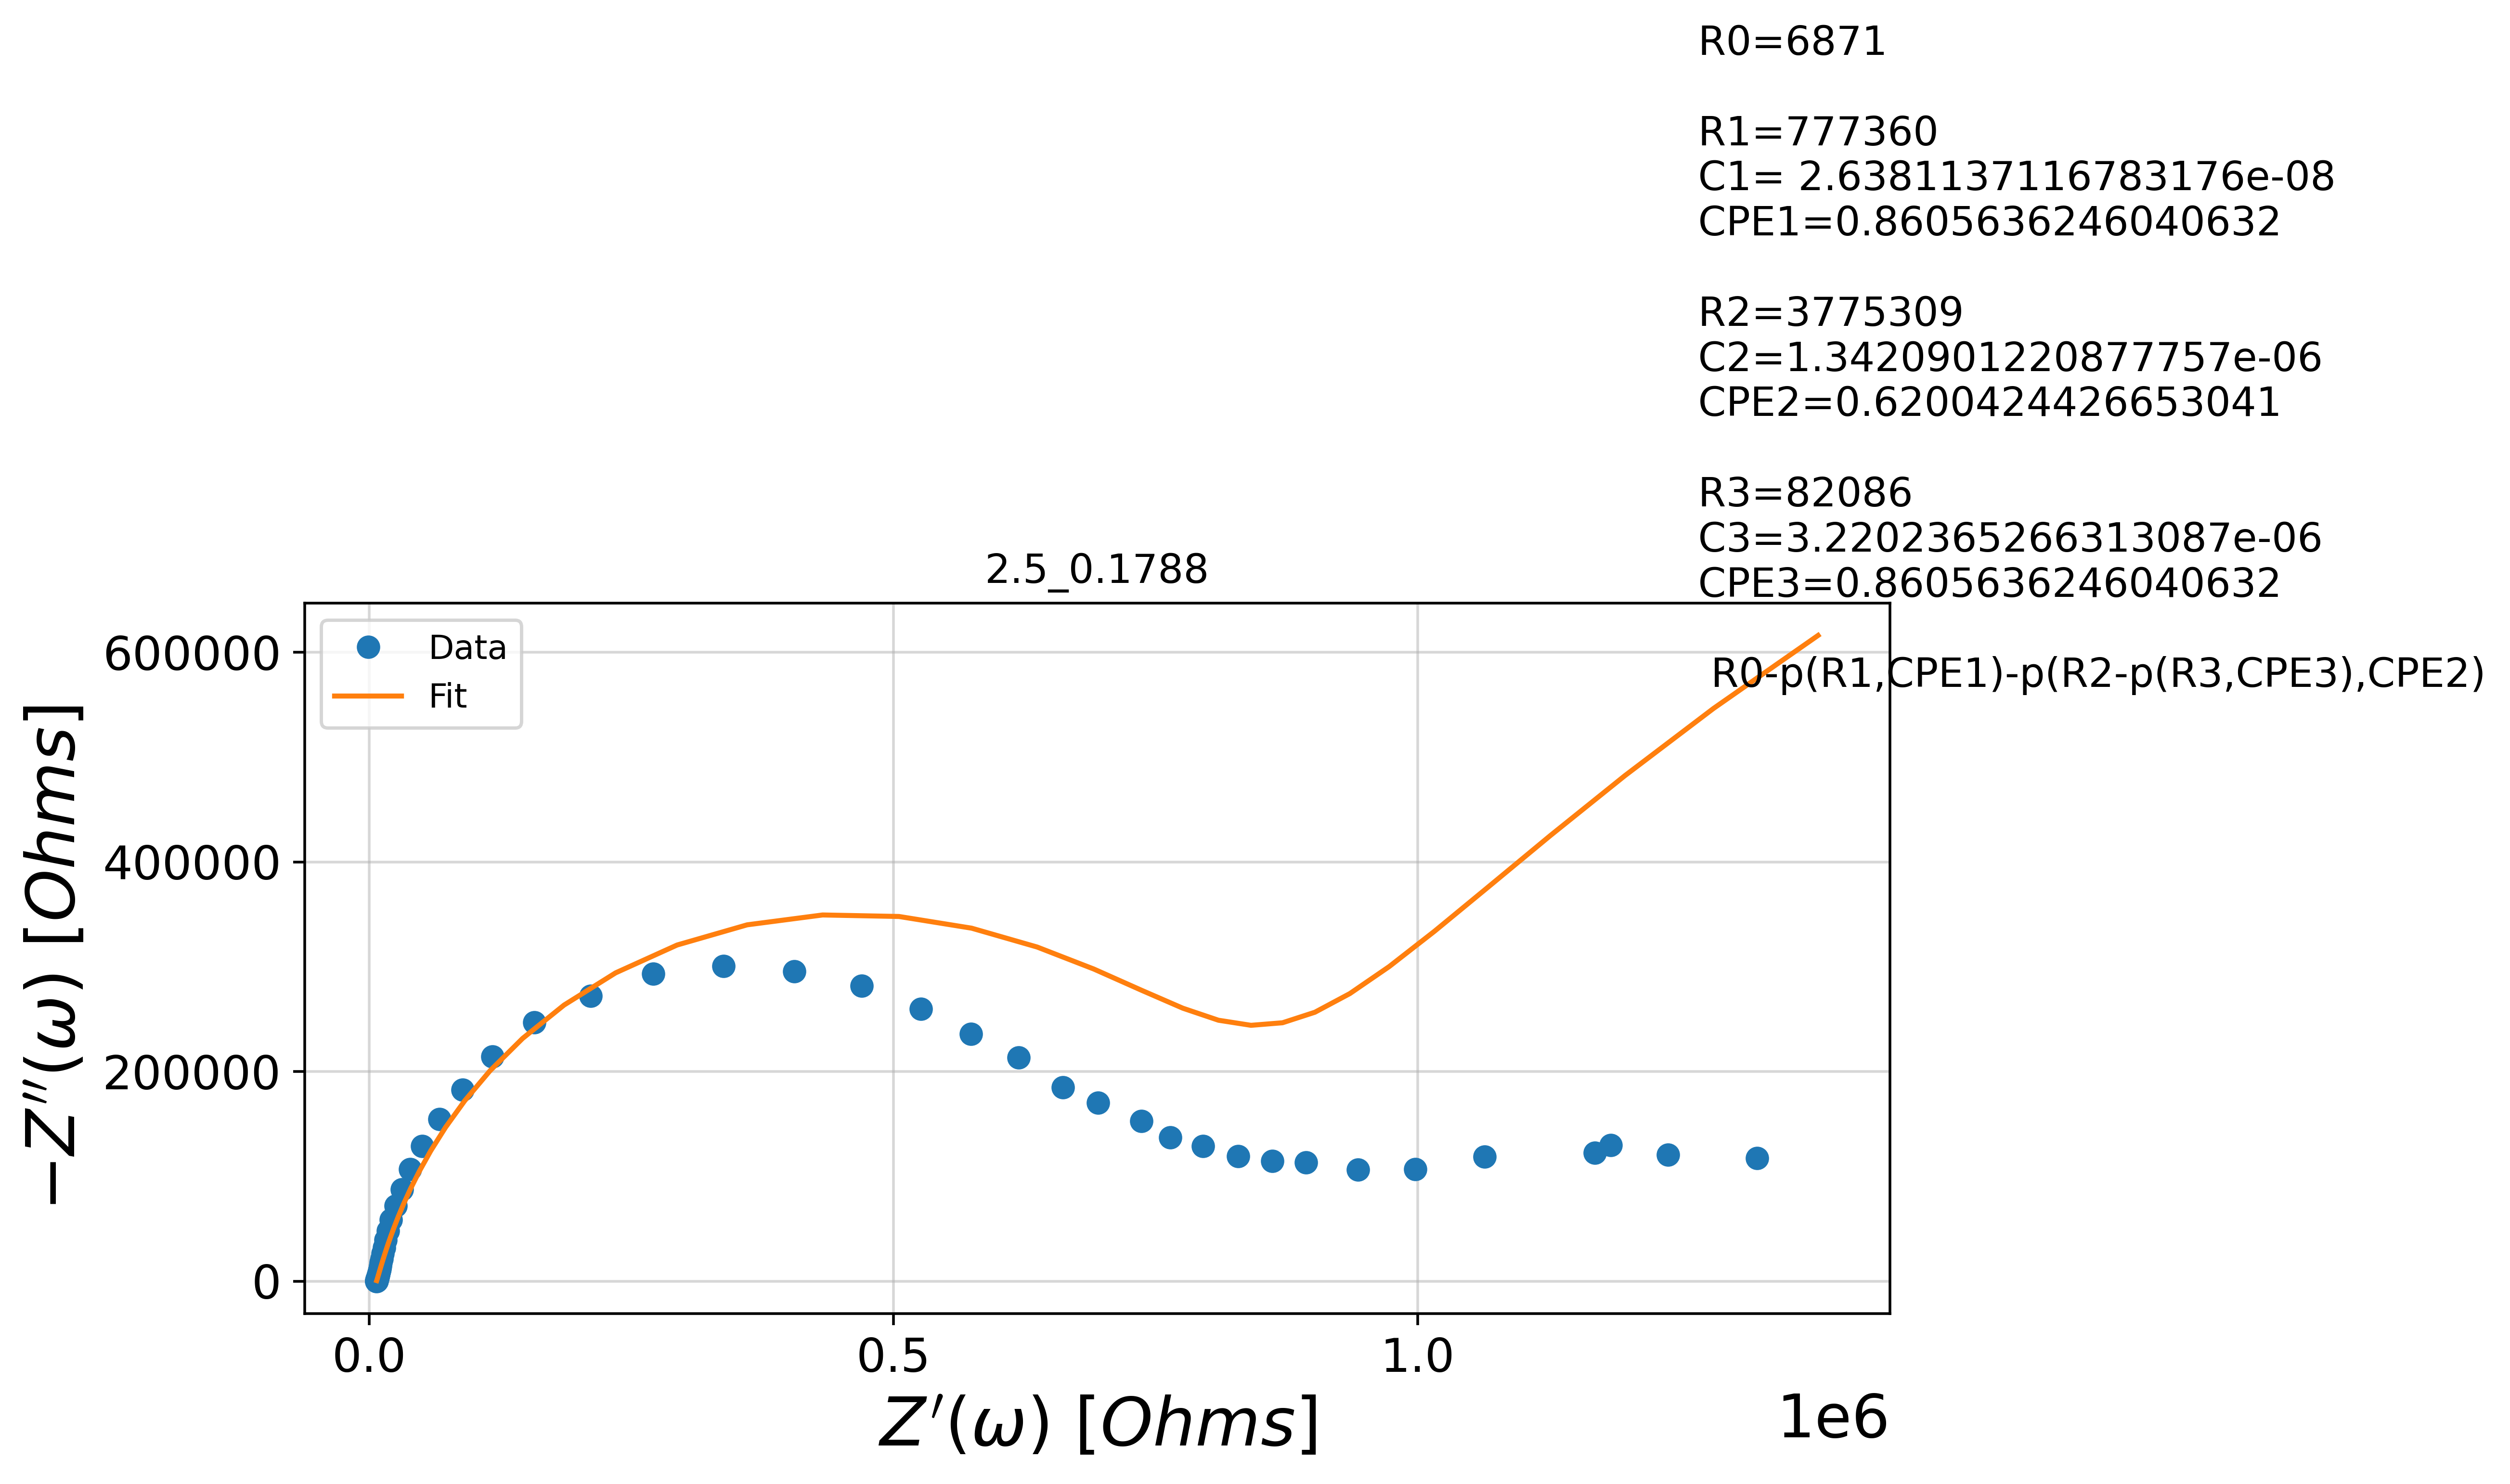 R0=6871
R1=777360
C1= 2.6381137116783176e-08
CPE1=0.8605636246040632
R2=3775309
C2=1.3420901220877757e-06
CPE2=0.6200424426653041
R3=82086
C3=3.2202365266313087e-06
CPE3=0.8605636246040632
2.5_0.1788
Data
Fit
R0-p(R1,CPE1)-p(R2-p(R3,CPE3),CPE2)
600000
400000
200000
0
−Z′′(ω) [Ohms]
0.0 0.5 1.0
1e6
Z′(ω) [Ohms]